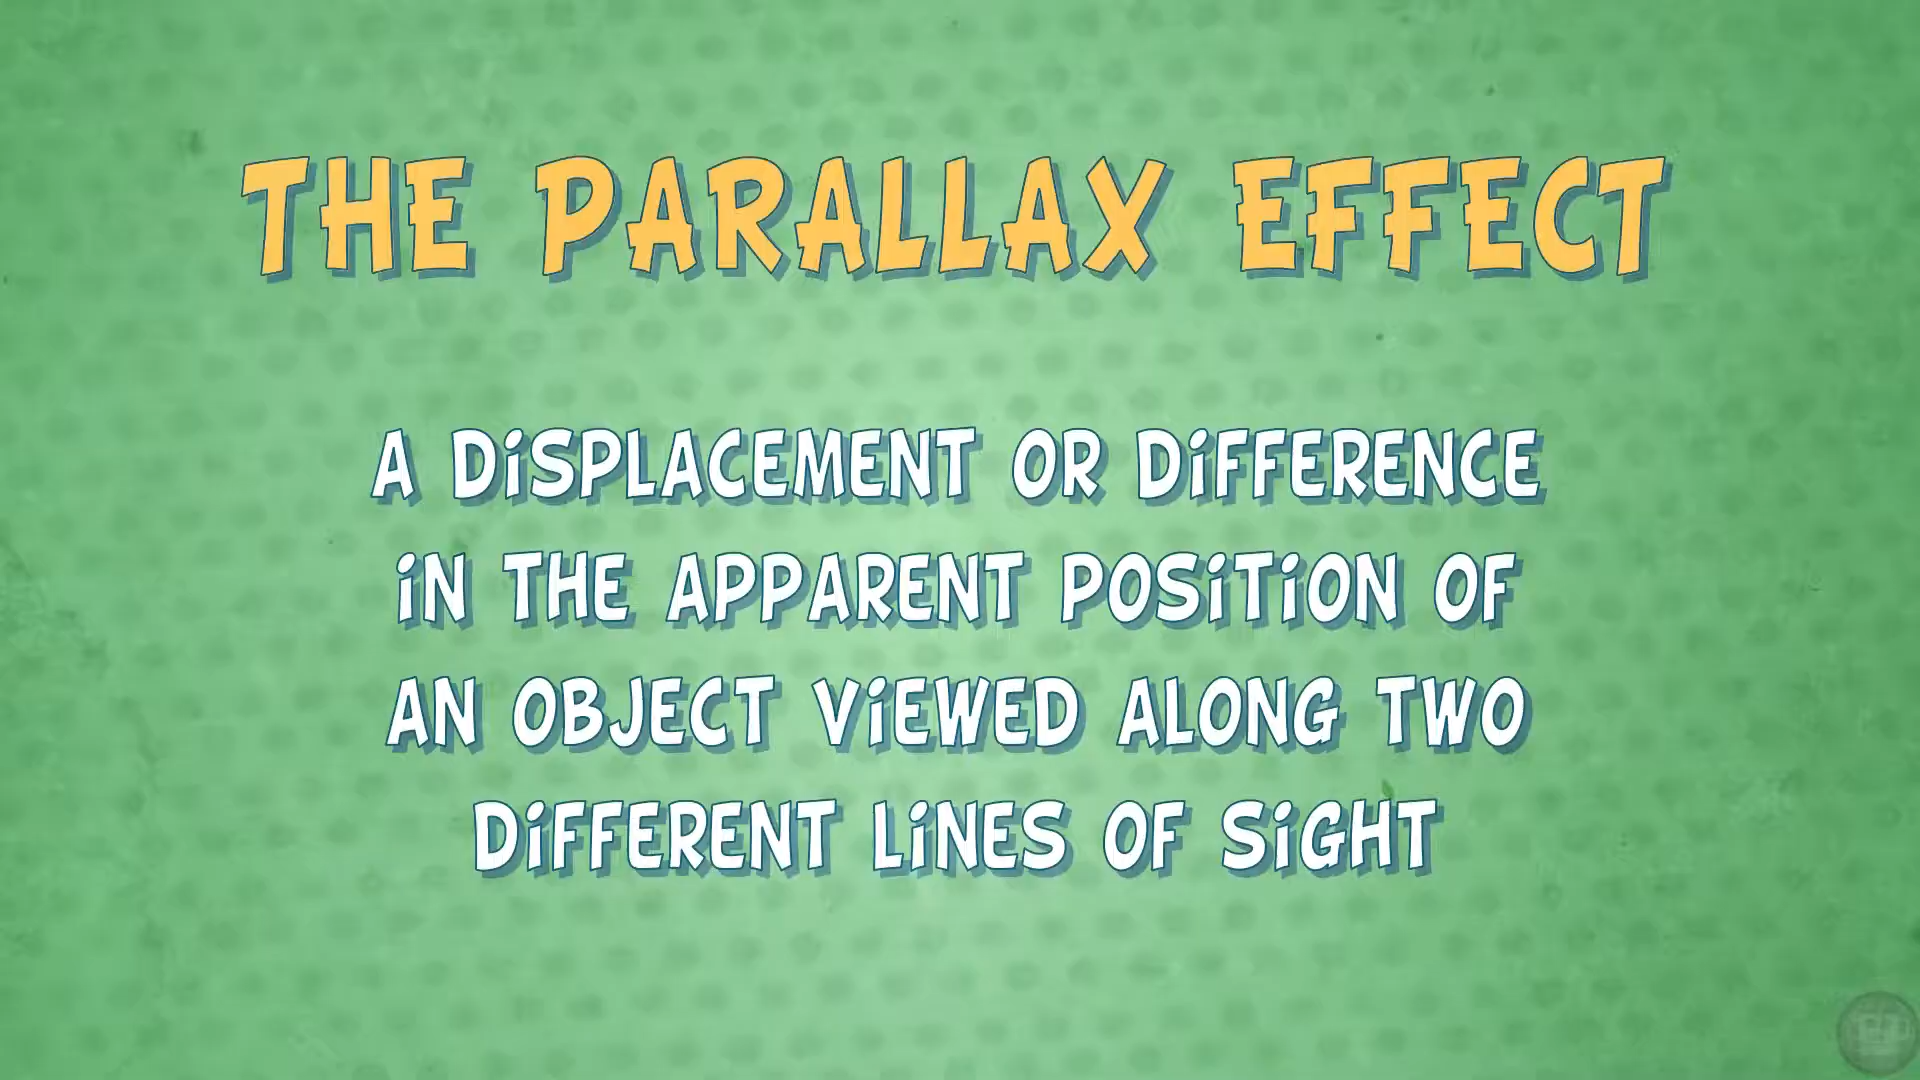 THE PARALLAX EFFECT
A DiSPLACEMENT OR DiFFERENCE
iN THE APPARENT POSiTiON OF
AN OBJECT ViEWED ALONG TWO
DiFFERENT LiNES OF SiGHT